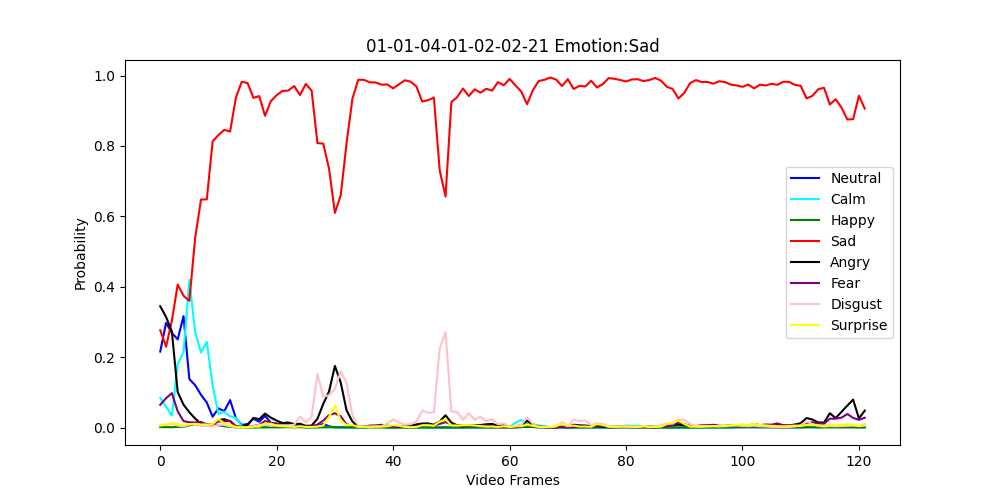 01-01-04-01-02-02-21 Emotion:Sad
Probability
1.0
0.8
0.6
0.4
0.2
0.0
Neutral
Calm
Happy
Sad
Angry
Fear
Disgust
Surprise
0 20 40 60 80 100 120
Video Frames